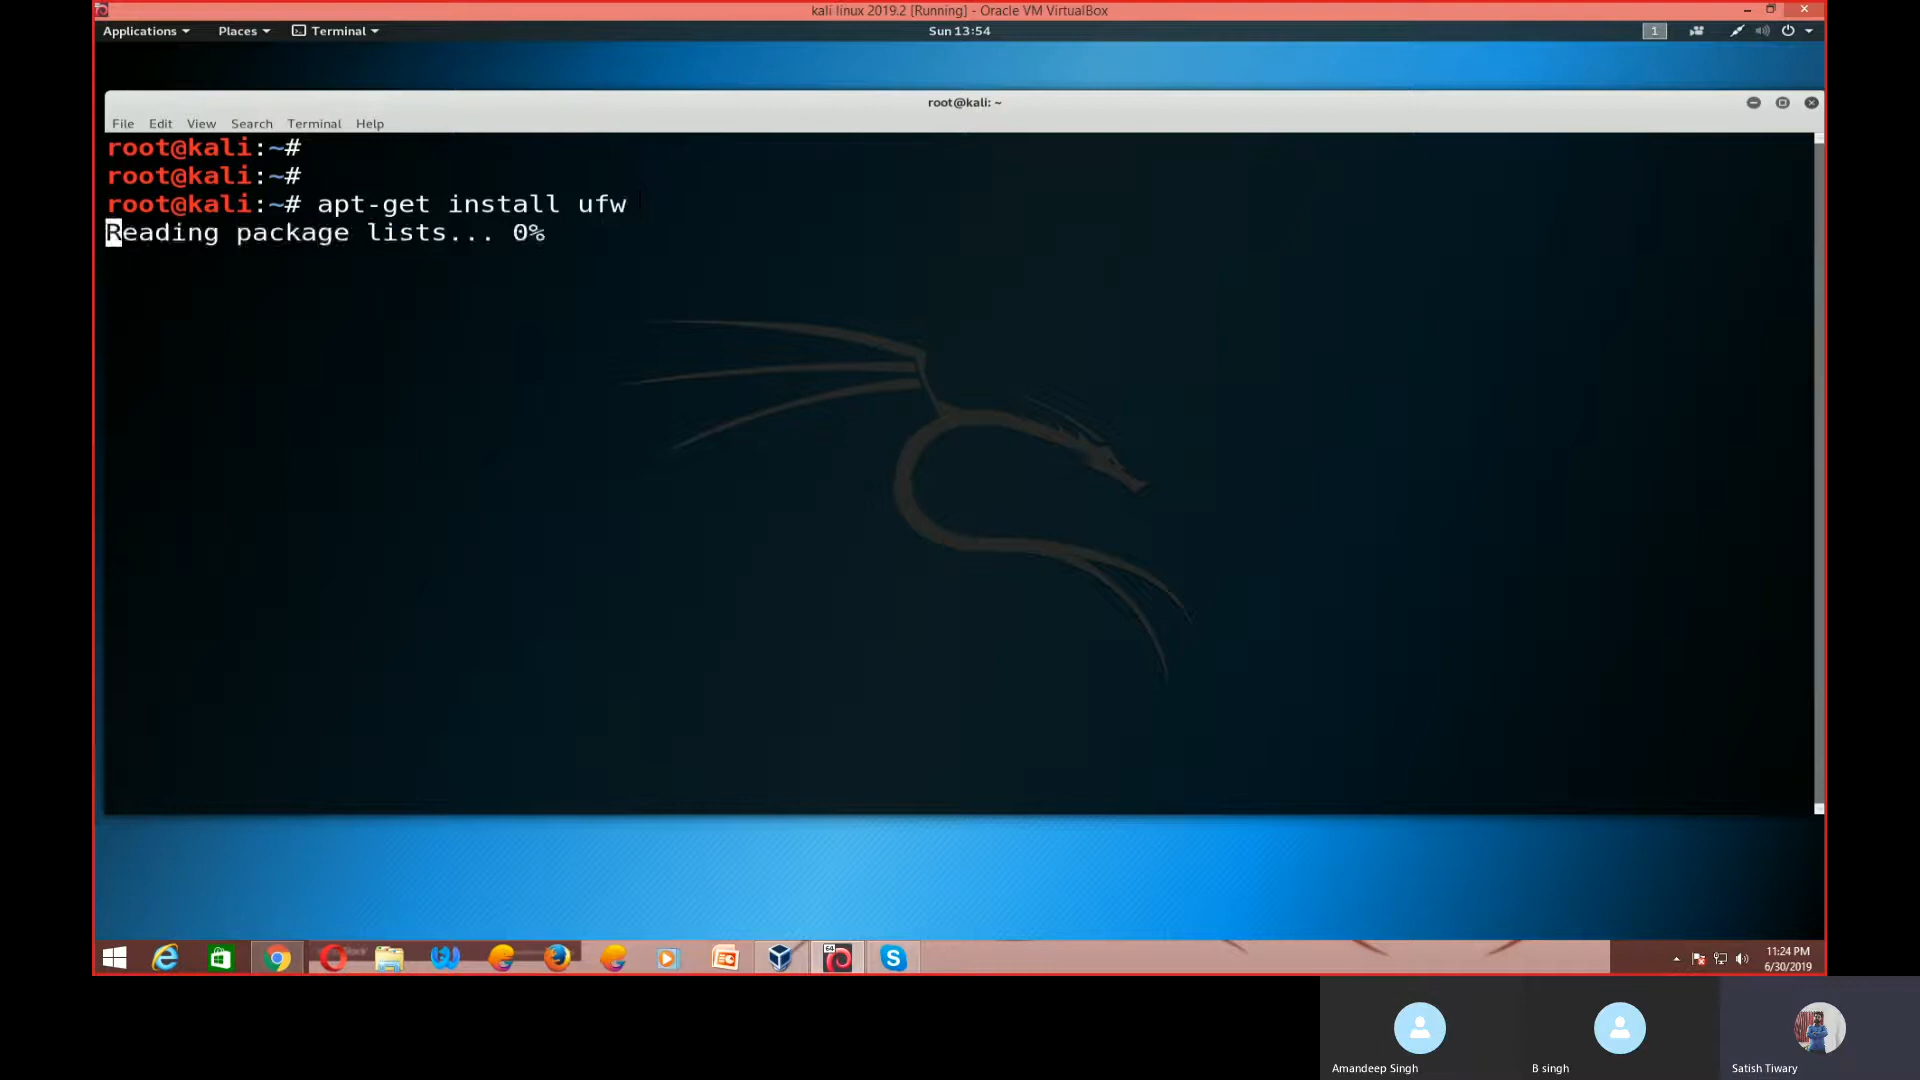 kali linux 2019.2 [Running] - Oracle VM VirtualBox
Applications Places Terminal Sun 13:54 1
root@kali: ~
File Edit View Search Terminal Help
root@kali:~#
root@kali:~#
root@kali:~# apt-get install ufw
Reading package lists... 0%
64
11:24 PM
6/30/2019
Amandeep Singh B singh Satish Tiwary